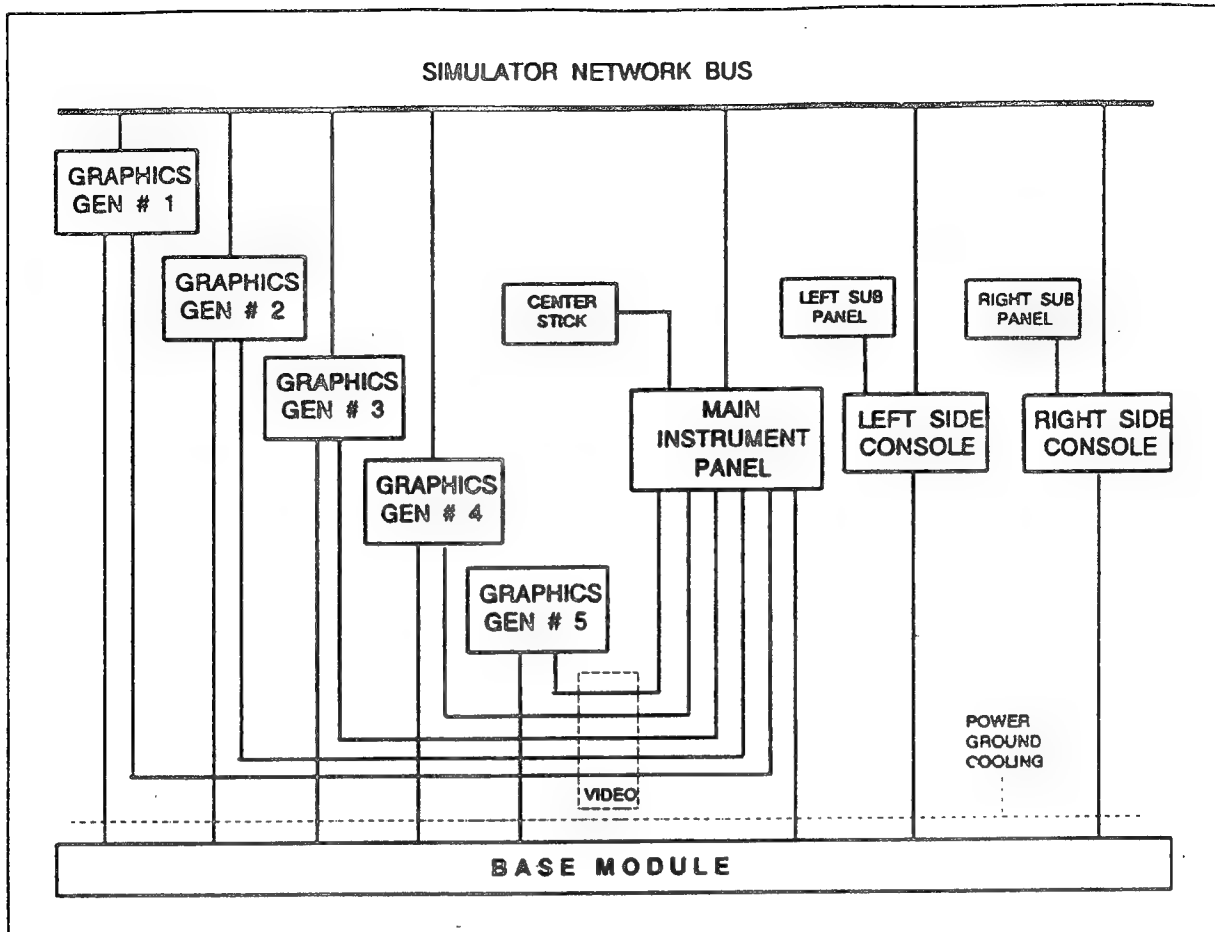 SIMULATOR NETWORK BUS
GRAPHICS
GEN # 1
GRAPHICS
GEN # 2
GRAPHICS
GEN # 3
GRAPHICS
GEN # 4
GRAPHICS
GEN # 5
CENTER
STICK
MAIN
INSTRUMENT
PANEL
LEFT SUB
PANEL
LEFT SIDE
CONSOLE
RIGHT SUB
PANEL
RIGHT SIDE
CONSOLE
VIDEO
POWER
GROUND
COOLING
BASE MODULE